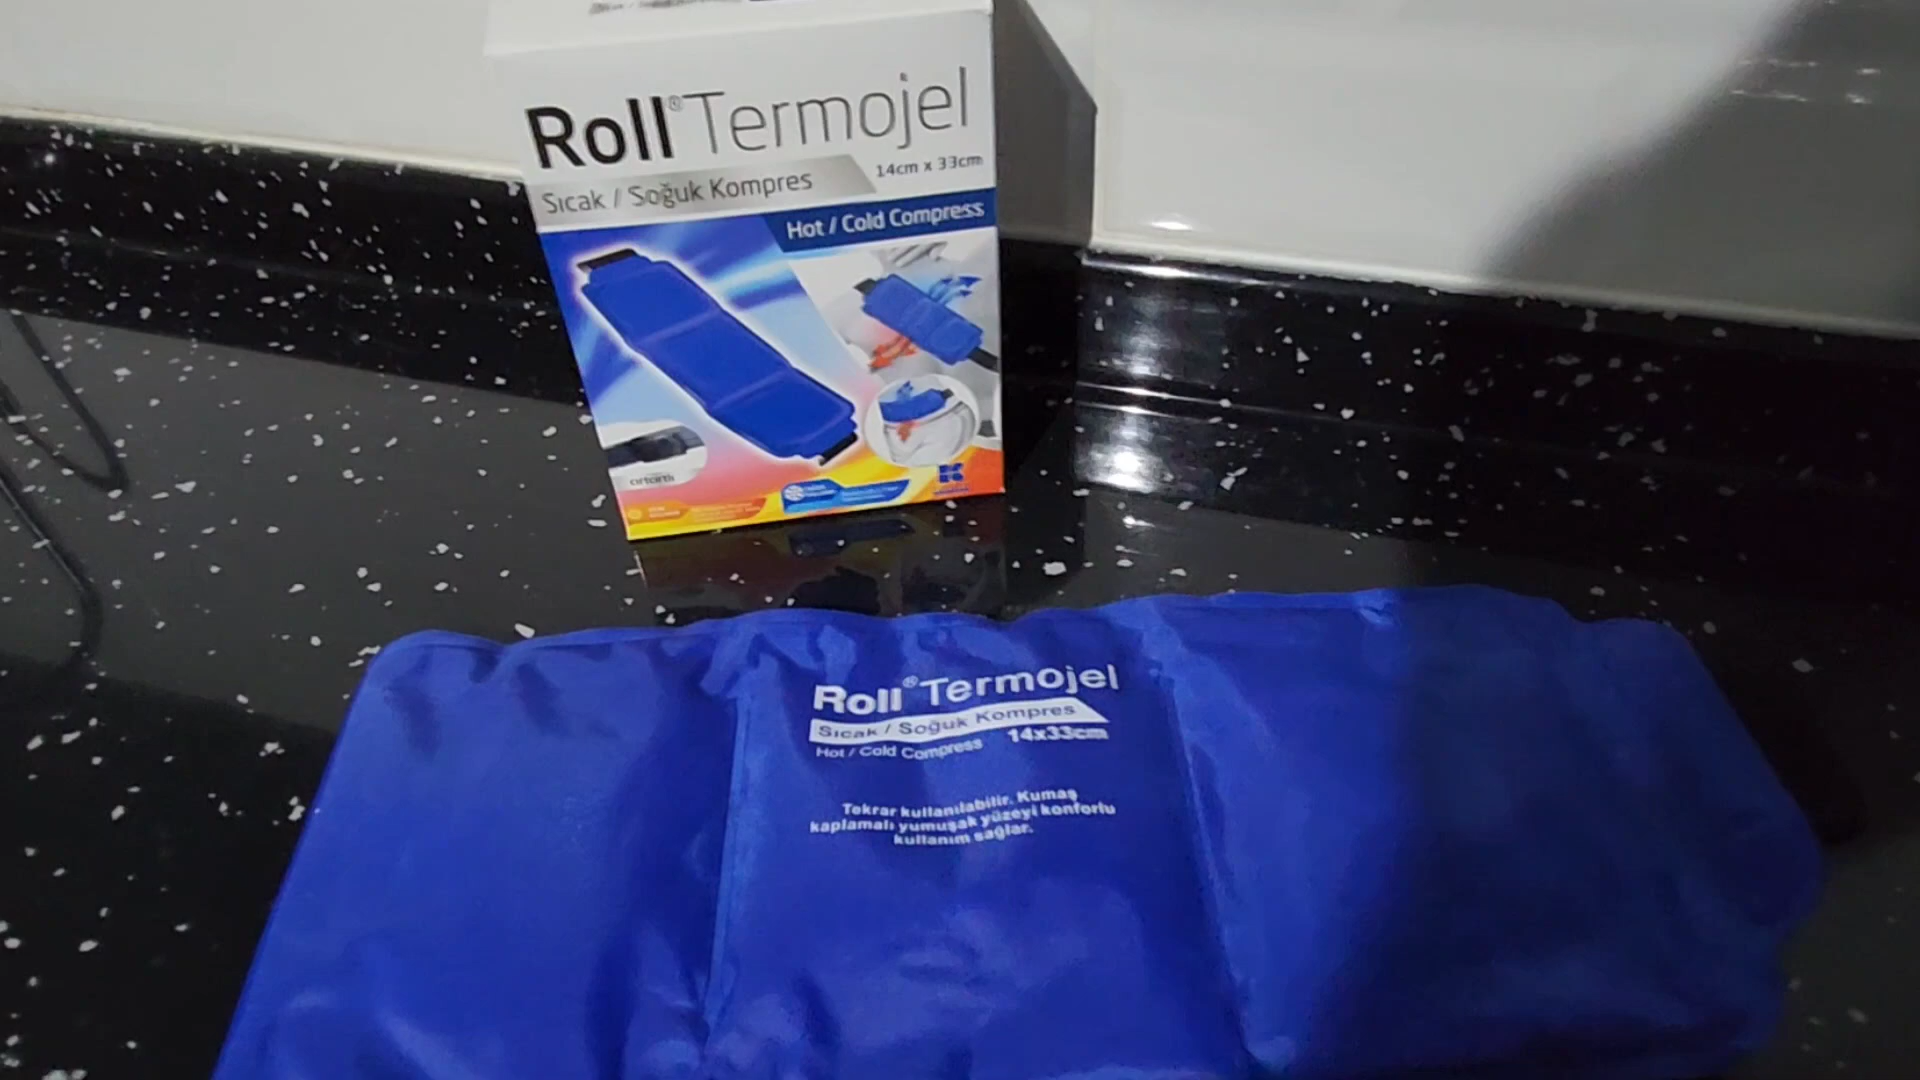 Roll® Termojel
14cm x 33cm
Sıcak / Soğuk Kompres
Hot / Cold Compress
Roll® Termojel
Sıcak / Soğuk Kompres
Hot / Cold Compress 14x33cm
Tekrar kullanılabilir. Kumaş
kaplamalı yumuşak yüzeyi konforlu
kullanım sağlar.